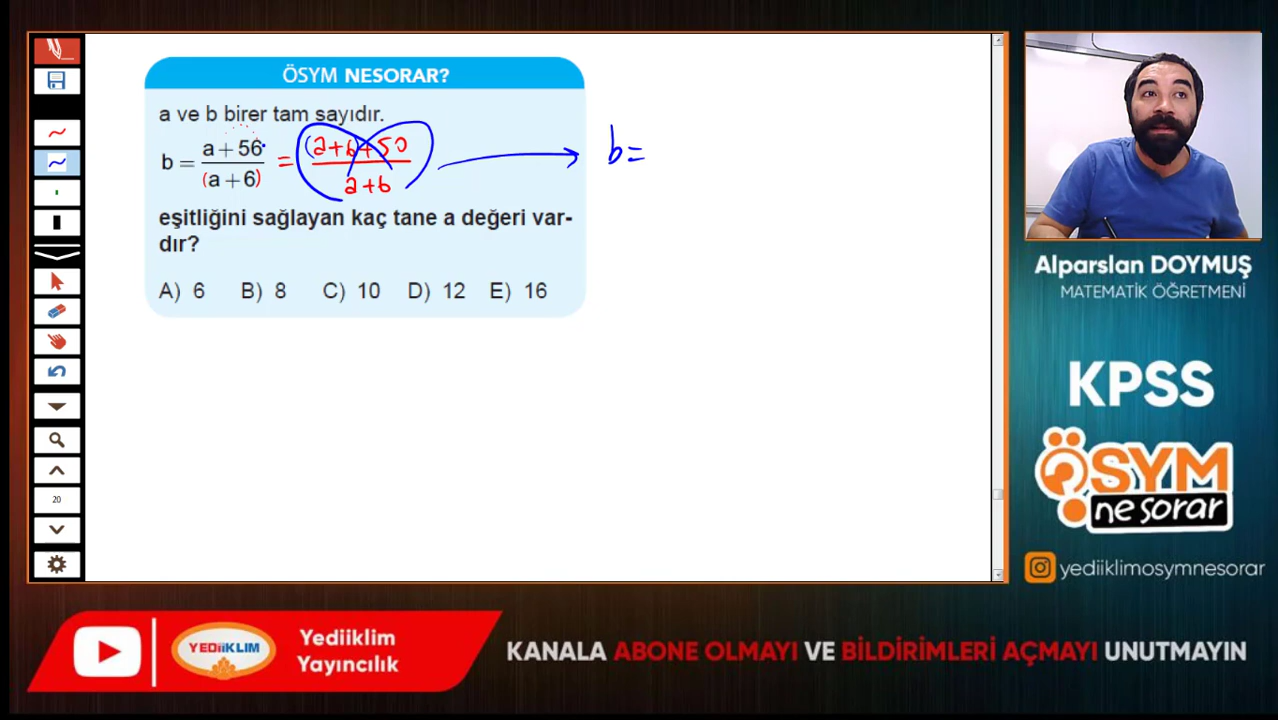 ÖSYM NESORAR?
a ve b birer tam sayıdır.
b = a + 56 / (a + 6) = (a+6+50 / a+6
b=
eşitliğini sağlayan kaç tane a değeri var-
dır?
A) 6 B) 8 C) 10 D) 12 E) 16
20
Alparslan DOYMUŞ
MATEMATİK ÖĞRETMENİ
KPSS
ÖSYM
ne sorar
yediiklimosymnesorar
YEDİİKLİM
Yediiklim
Yayıncılık
KANALA ABONE OLMAYI VE BİLDİRİMLERİ AÇMAYI UNUTMAYIN